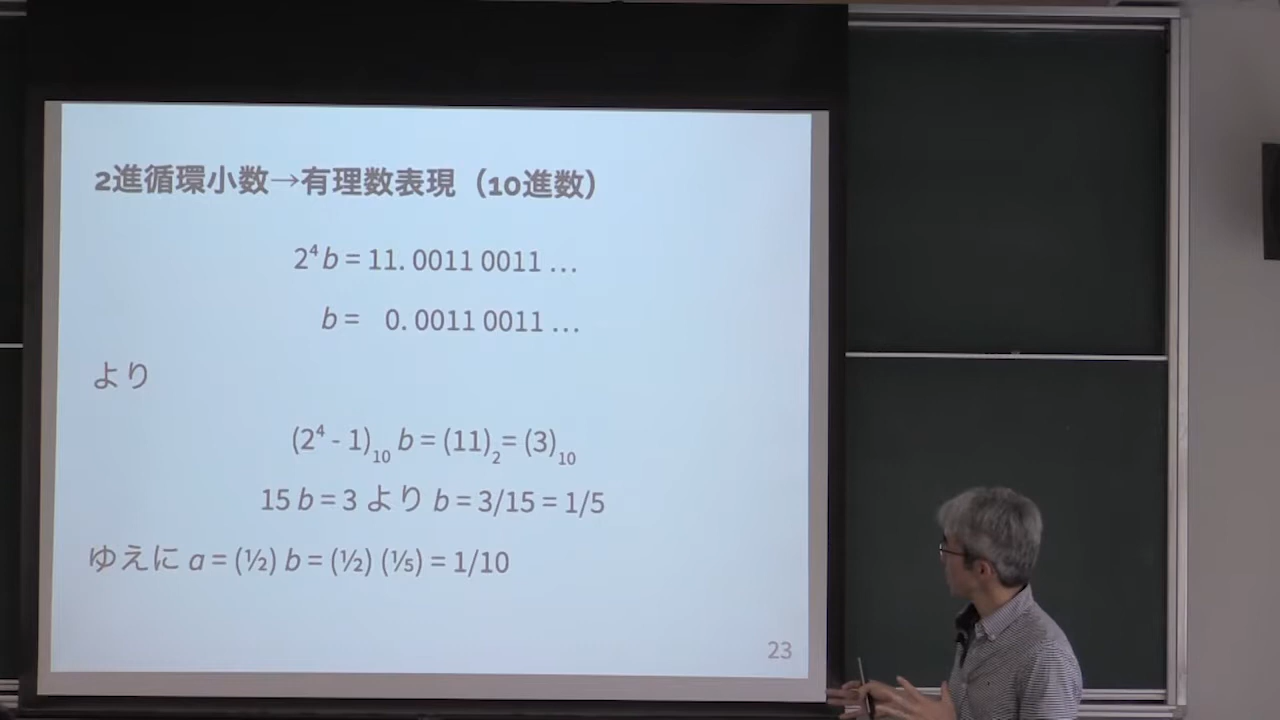 2進循環小数→有理数表現（10進数）
2⁴b = 11. 0011 0011 …
b = 0. 0011 0011 …
より
(2⁴ - 1)₁₀ b = (11)₂= (3)₁₀
15 b = 3 より b = 3/15 = 1/5
ゆえに a = (½) b = (½) (⅕) = 1/10
23